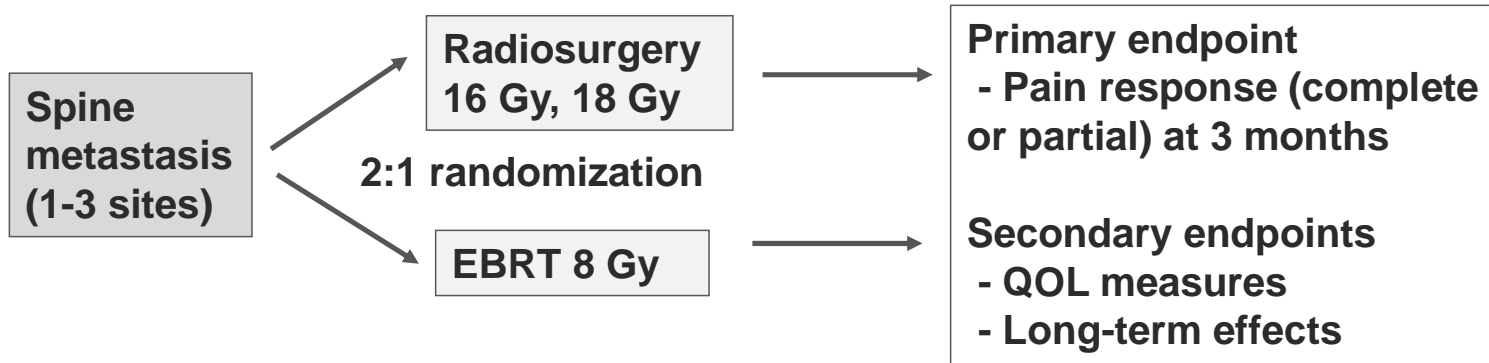 Spine
metastasis
(1-3 sites)
Radiosurgery
16 Gy, 18 Gy
2:1 randomization
EBRT 8 Gy
Primary endpoint
- Pain response (complete
or partial) at 3 months
Secondary endpoints
- QOL measures
- Long-term effects